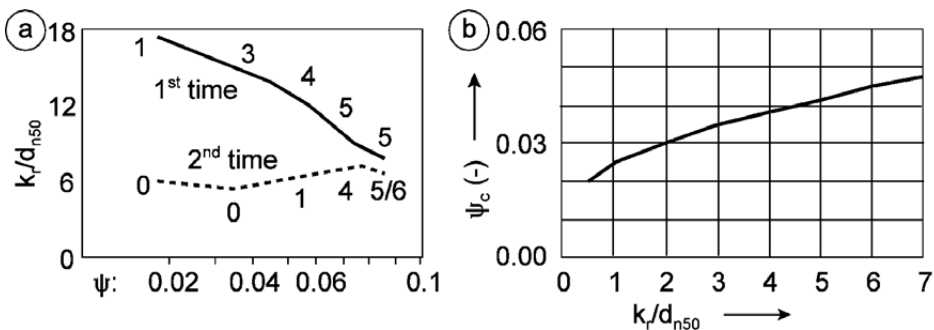 a
18
12
6
0
k_r/d_n50
1
3
4
5
5
1st time
2nd time
0
0
1
4
5/6
ψ: 0.02 0.04 0.06 0.1
b
0.06
0.03
0.00
ψ_c (-)
0 1 2 3 4 5 6 7
k_r/d_n50